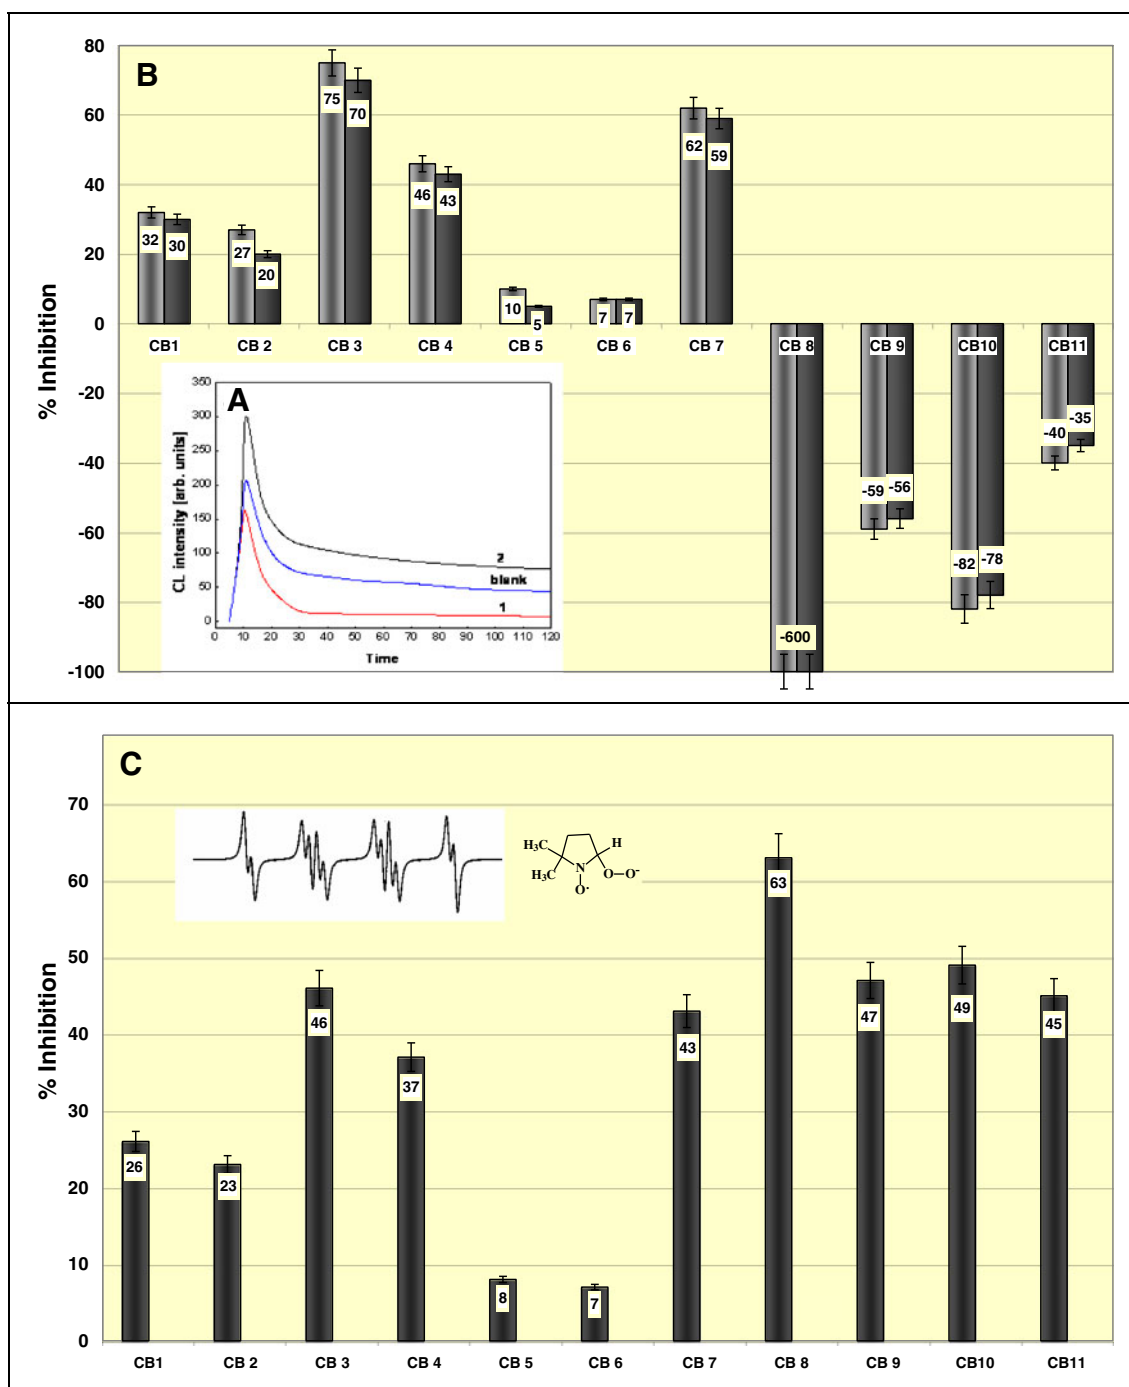 B
% Inhibition
80
60
40
20
0
-20
-40
-60
-80
-100
32 30 27 20 75 70 46 43 10 5 7 7 62 59
CB1 CB 2 CB 3 CB 4 CB 5 CB 6 CB 7 CB 8 CB 9 CB10 CB11
-600 -59 -56 -82 -78 -40 -35
A
CL intensity [arb. units]
350
300
250
200
150
100
50
0
2
blank
1
0 10 20 30 40 50 60 70 80 90 100 110 120
Time
C
% Inhibition
70
60
50
40
30
20
10
0
H₃C
H₃C
N
O·
H
O—O⁻
26 23 46 37 8 7 43 63 47 49 45
CB1 CB 2 CB 3 CB 4 CB 5 CB 6 CB 7 CB 8 CB 9 CB10 CB11